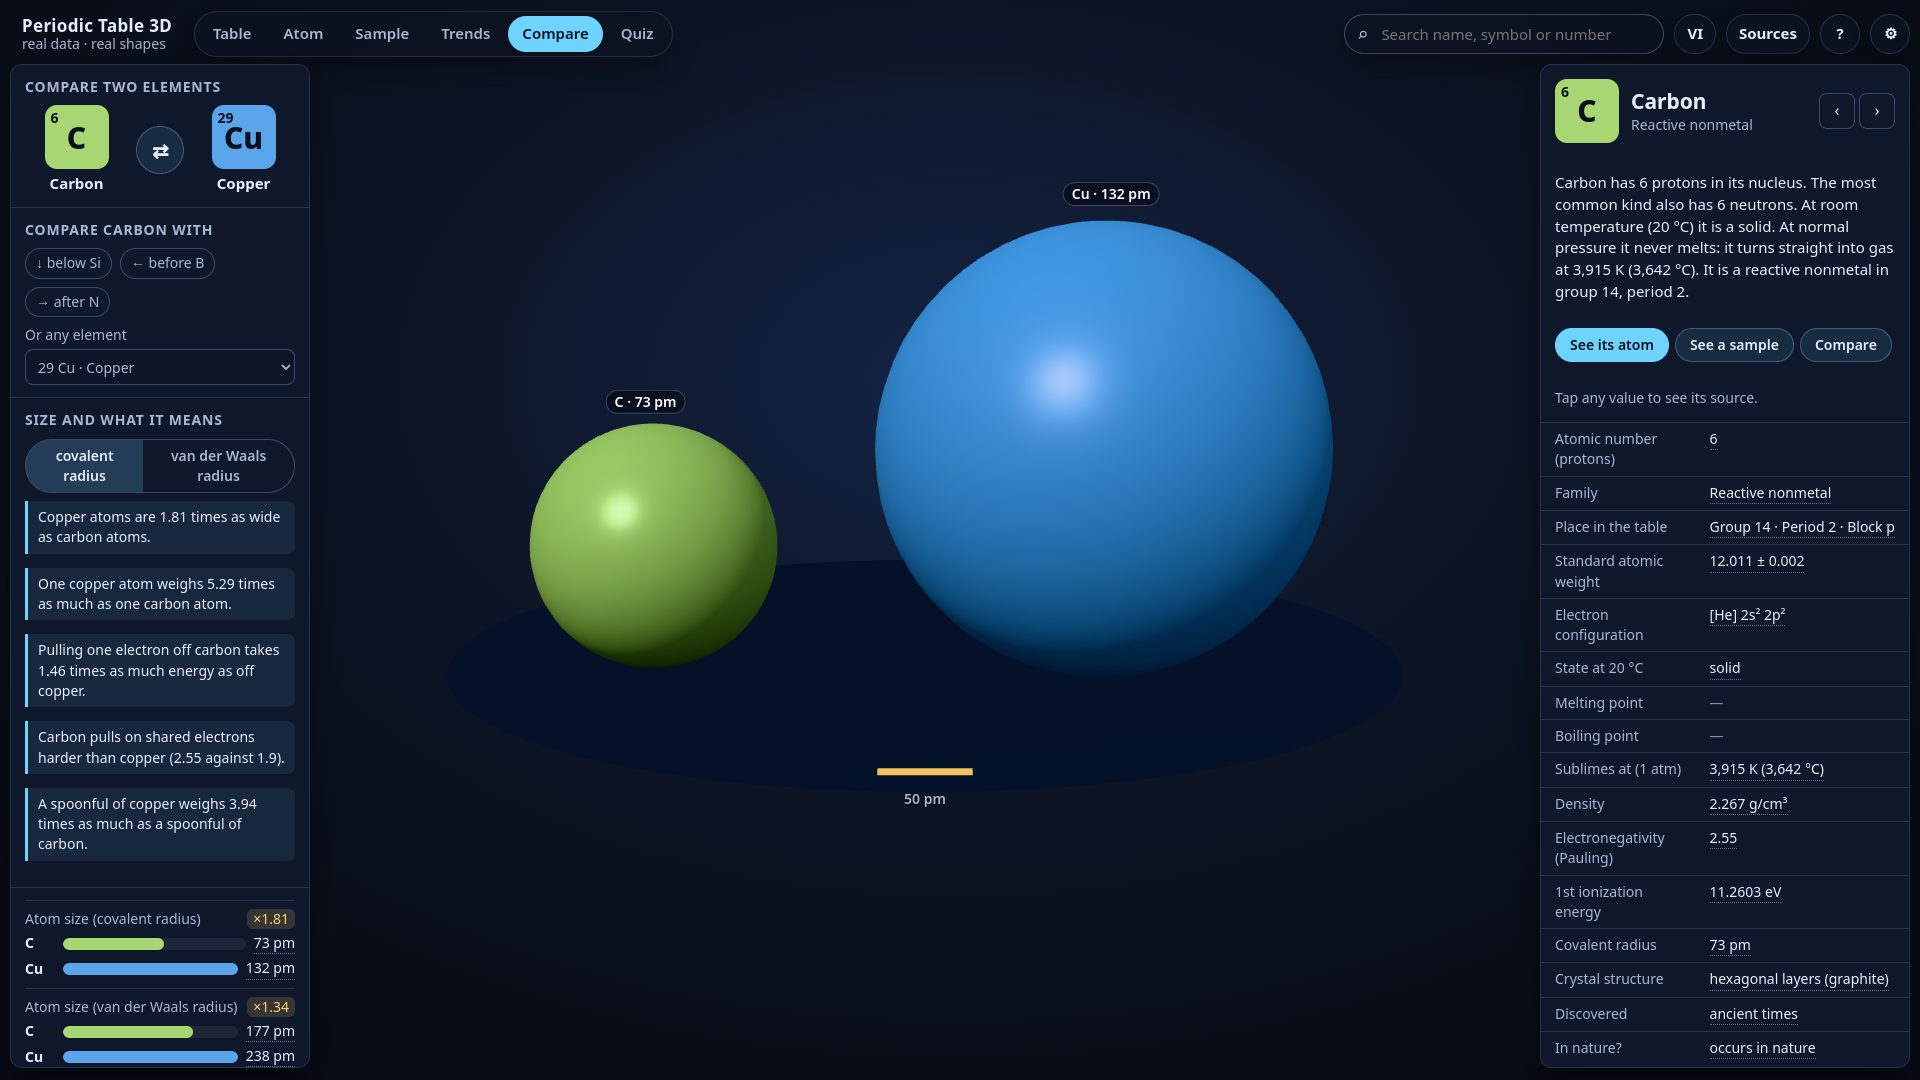 Periodic Table 3D
real data · real shapes
Table Atom Sample Trends Compare Quiz
⌕ Search name, symbol or number
VI
Sources
?
⚙
COMPARE TWO ELEMENTS
6
C
Carbon
⇄
29
Cu
Copper
COMPARE CARBON WITH
↓ below Si
← before B
→ after N
Or any element
29 Cu · Copper
SIZE AND WHAT IT MEANS
covalent
radius
van der Waals
radius
Copper atoms are 1.81 times as wide
as carbon atoms.
One copper atom weighs 5.29 times
as much as one carbon atom.
Pulling one electron off carbon takes
1.46 times as much energy as off
copper.
Carbon pulls on shared electrons
harder than copper (2.55 against 1.9).
A spoonful of copper weighs 3.94
times as much as a spoonful of
carbon.
Atom size (covalent radius) ×1.81
C 73 pm
Cu 132 pm
Atom size (van der Waals radius) ×1.34
C 177 pm
Cu 238 pm
C · 73 pm
Cu · 132 pm
50 pm
6
C
Carbon
Reactive nonmetal
‹ ›
Carbon has 6 protons in its nucleus. The most
common kind also has 6 neutrons. At room
temperature (20 °C) it is a solid. At normal
pressure it never melts: it turns straight into gas
at 3,915 K (3,642 °C). It is a reactive nonmetal in
group 14, period 2.
See its atom
See a sample
Compare
Tap any value to see its source.
Atomic number
(protons)
6
Family Reactive nonmetal
Place in the table Group 14 · Period 2 · Block p
Standard atomic
weight
12.011 ± 0.002
Electron
configuration
[He] 2s² 2p²
State at 20 °C solid
Melting point —
Boiling point —
Sublimes at (1 atm) 3,915 K (3,642 °C)
Density 2.267 g/cm³
Electronegativity
(Pauling)
2.55
1st ionization
energy
11.2603 eV
Covalent radius 73 pm
Crystal structure hexagonal layers (graphite)
Discovered ancient times
In nature? occurs in nature